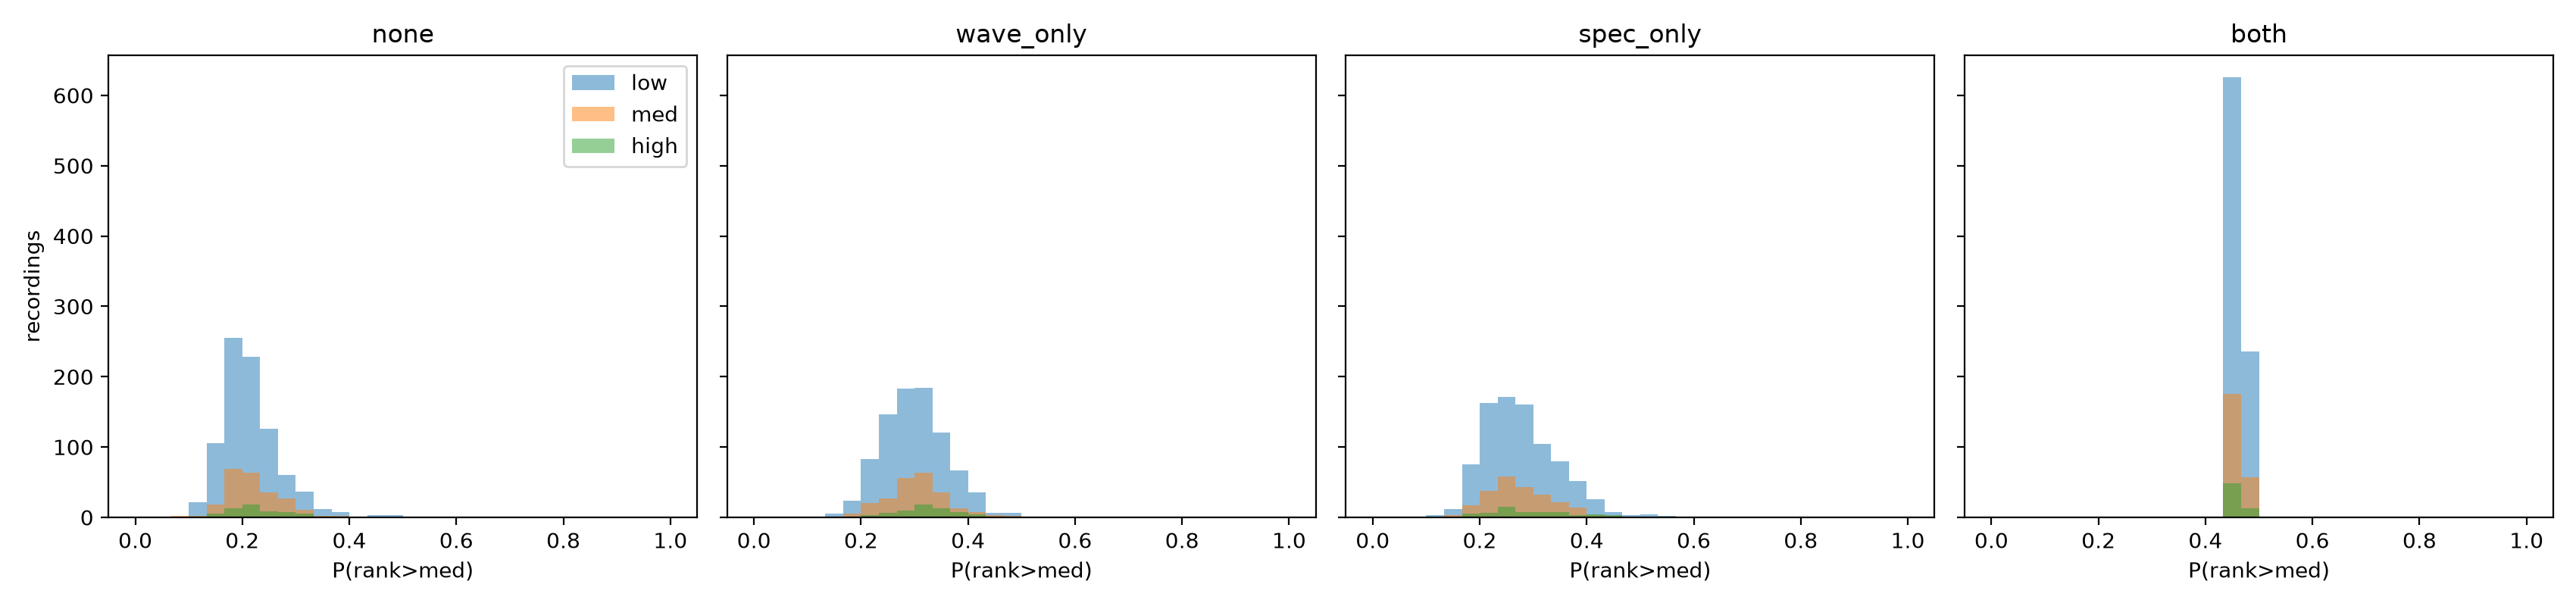 none
wave_only
spec_only
both
low
med
high
recordings
600
500
400
300
200
100
0
0.0 0.2 0.4 0.6 0.8 1.0
0.0 0.2 0.4 0.6 0.8 1.0
0.0 0.2 0.4 0.6 0.8 1.0
0.0 0.2 0.4 0.6 0.8 1.0
P(rank>med)
P(rank>med)
P(rank>med)
P(rank>med)